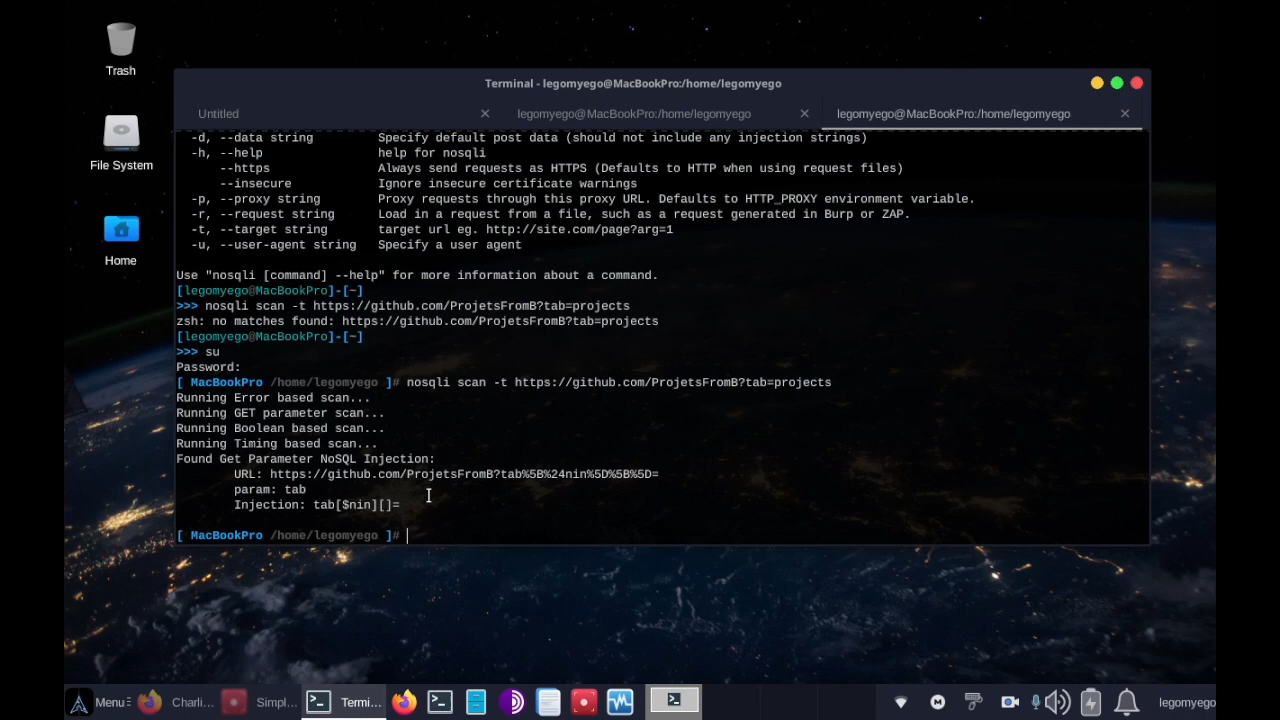 Trash
File System
Home
Terminal - legomyego@MacBookPro:/home/legomyego
Untitled
legomyego@MacBookPro:/home/legomyego
legomyego@MacBookPro:/home/legomyego
-d, --data string Specify default post data (should not include any injection strings)
-h, --help help for nosqli
--https Always send requests as HTTPS (Defaults to HTTP when using request files)
--insecure Ignore insecure certificate warnings
-p, --proxy string Proxy requests through this proxy URL. Defaults to HTTP_PROXY environment variable.
-r, --request string Load in a request from a file, such as a request generated in Burp or ZAP.
-t, --target string target url eg. http://site.com/page?arg=1
-u, --user-agent string Specify a user agent
Use "nosqli [command] --help" for more information about a command.
[legomyego@MacBookPro]-[~]
>>> nosqli scan -t https://github.com/ProjetsFromB?tab=projects
zsh: no matches found: https://github.com/ProjetsFromB?tab=projects
[legomyego@MacBookPro]-[~]
>>> su
Password:
[ MacBookPro /home/legomyego ]# nosqli scan -t https://github.com/ProjetsFromB?tab=projects
Running Error based scan...
Running GET parameter scan...
Running Boolean based scan...
Running Timing based scan...
Found Get Parameter NoSQL Injection:
URL: https://github.com/ProjetsFromB?tab%5B%24nin%5D%5B%5D=
param: tab
Injection: tab[$nin][]=
[ MacBookPro /home/legomyego ]#
Menu
Charli...
Simpl...
Termi...
legomyego